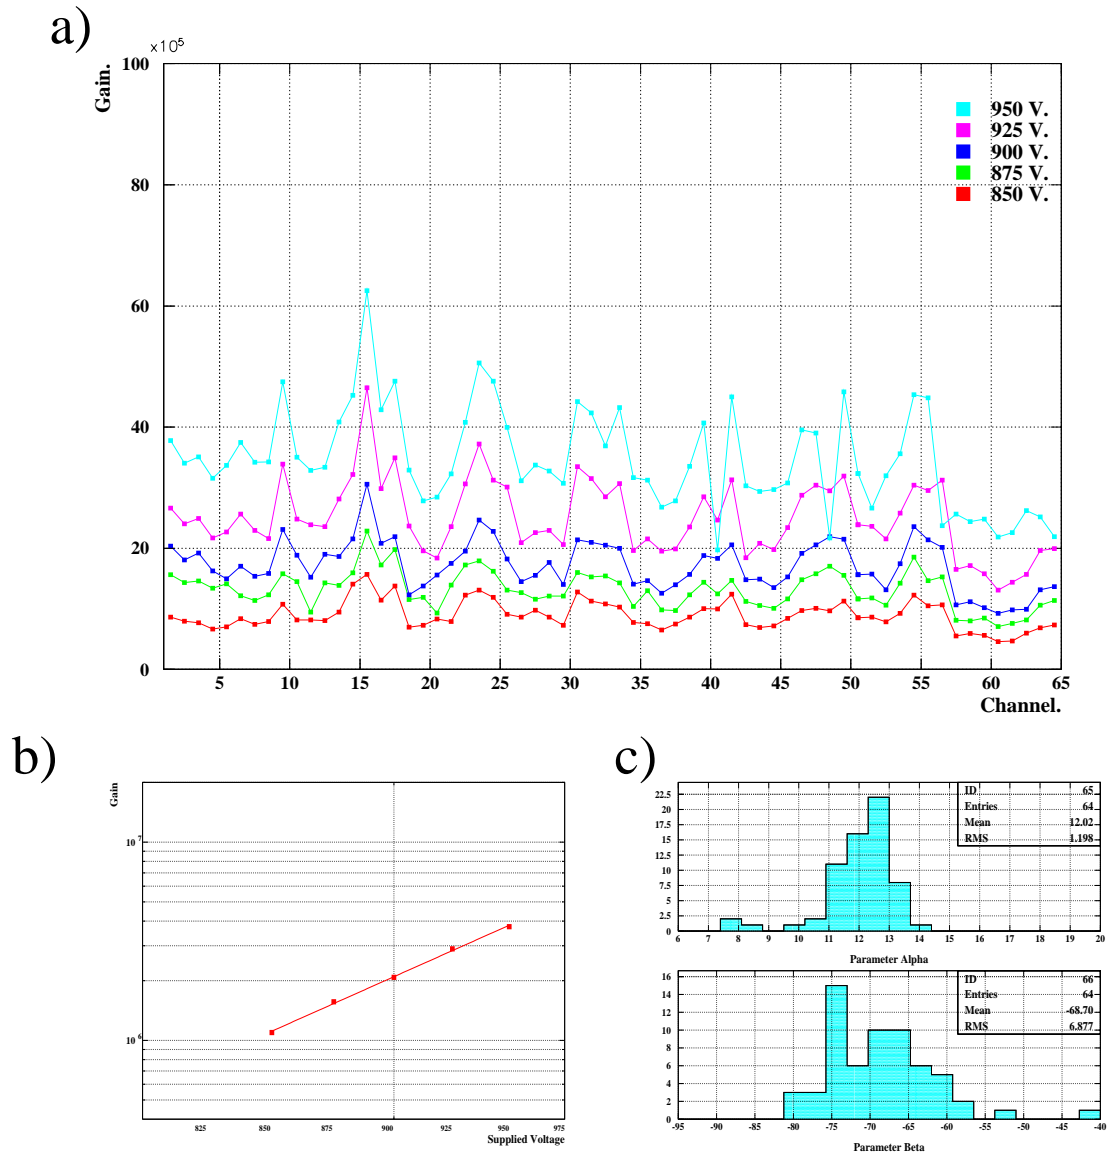 a)
×10⁵
Gain.
100
80
60
40
20
0
950 V.
925 V.
900 V.
875 V.
850 V.
5 10 15 20 25 30 35 40 45 50 55 60 65
Channel.
b)
Gain
10⁷
10⁶
825 850 875 900 925 950 975
Supplied Voltage
c)
22.5
20
17.5
15
12.5
10
7.5
5
2.5
0
ID 65
Entries 64
Mean 12.02
RMS 1.198
6 7 8 9 10 11 12 13 14 15 16 17 18 19 20
Parameter Alpha
16
14
12
10
8
6
4
2
0
ID 66
Entries 64
Mean -68.70
RMS 6.877
-95 -90 -85 -80 -75 -70 -65 -60 -55 -50 -45 -40
Parameter Beta